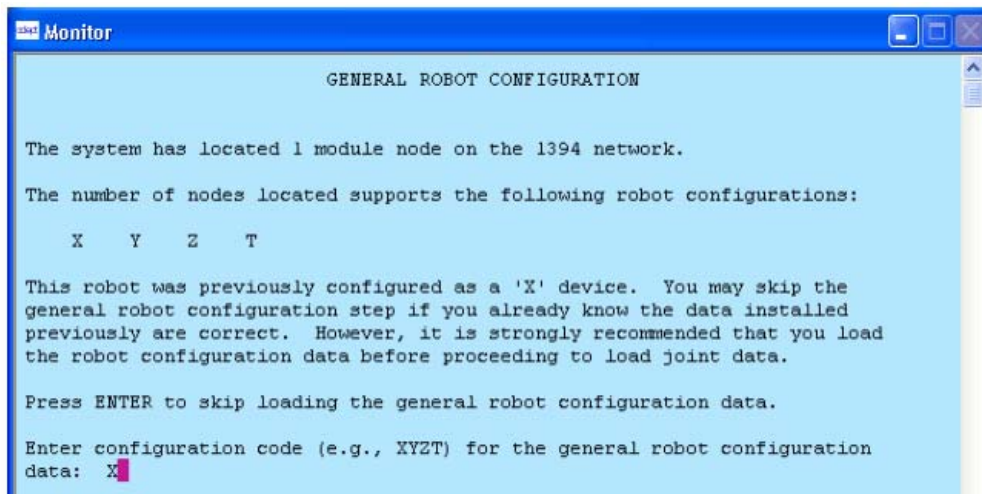 adept Monitor
GENERAL ROBOT CONFIGURATION
The system has located 1 module node on the 1394 network.
The number of nodes located supports the following robot configurations:
X Y Z T
This robot was previously configured as a 'X' device. You may skip the
general robot configuration step if you already know the data installed
previously are correct. However, it is strongly recommended that you load
the robot configuration data before proceeding to load joint data.
Press ENTER to skip loading the general robot configuration data.
Enter configuration code (e.g., XYZT) for the general robot configuration
data: X